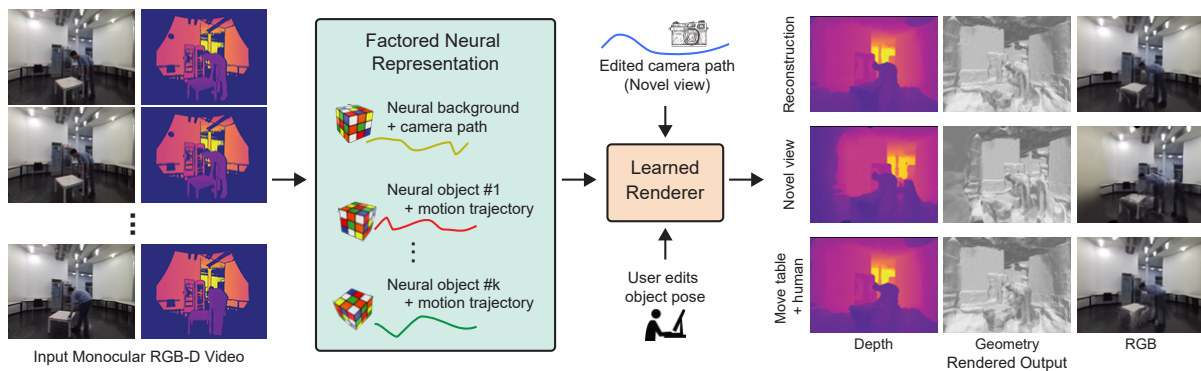 Input Monocular RGB-D Video
Factored Neural
Representation
Neural background
+ camera path
Neural object #1
+ motion trajectory
Neural object #k
+ motion trajectory
Edited camera path
(Novel view)
Learned
Renderer
User edits
object pose
Reconstruction
Novel view
Move table
+ human
Depth
Geometry
RGB
Rendered Output